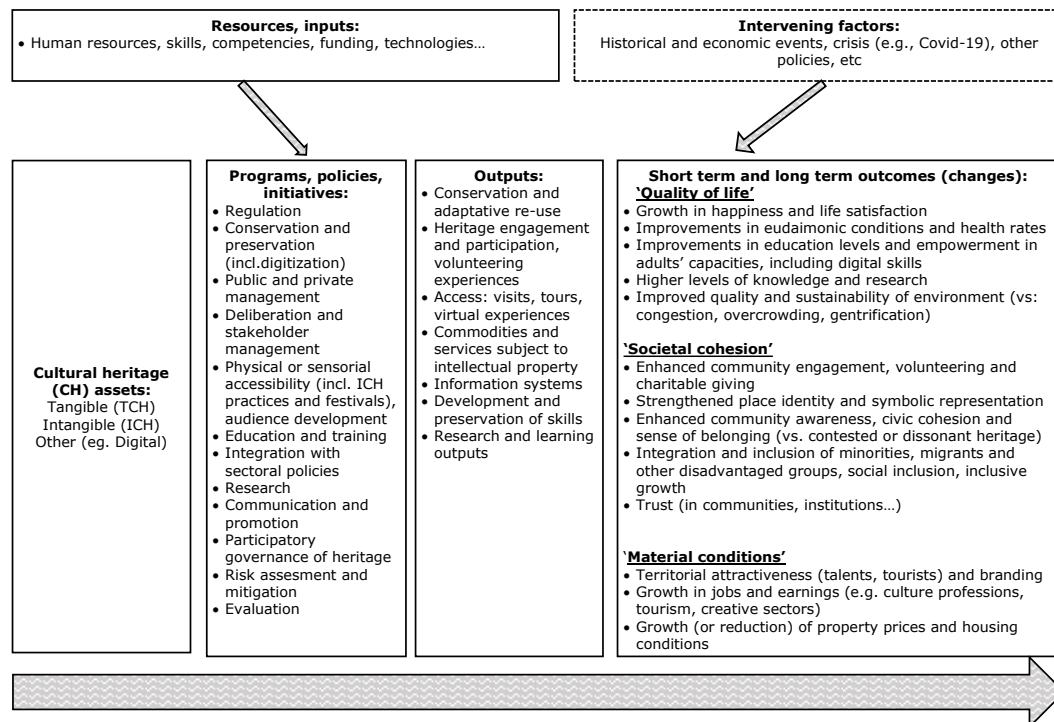 Resources, inputs:
• Human resources, skills, competencies, funding, technologies…
Intervening factors:
Historical and economic events, crisis (e.g., Covid-19), other
policies, etc
Cultural heritage
(CH) assets:
Tangible (TCH)
Intangible (ICH)
Other (eg. Digital)
Programs, policies,
initiatives:
• Regulation
• Conservation and
preservation
(incl.digitization)
• Public and private
management
• Deliberation and
stakeholder
management
• Physical or sensorial
accessibility (incl. ICH
practices and festivals),
audience development
• Education and training
• Integration with
sectoral policies
• Research
• Communication and
promotion
• Participatory
governance of heritage
• Risk assesment and
mitigation
• Evaluation
Outputs:
• Conservation and
adaptative re-use
• Heritage engagement
and participation,
volunteering
experiences
• Access: visits, tours,
virtual experiences
• Commodities and
services subject to
intellectual property
• Information systems
• Development and
preservation of skills
• Research and learning
outputs
Short term and long term outcomes (changes):
‘Quality of life’
• Growth in happiness and life satisfaction
• Improvements in eudaimonic conditions and health rates
• Improvements in education levels and empowerment in
adults’ capacities, including digital skills
• Higher levels of knowledge and research
• Improved quality and sustainability of environment (vs:
congestion, overcrowding, gentrification)
‘Societal cohesion’
• Enhanced community engagement, volunteering and
charitable giving
• Strengthened place identity and symbolic representation
• Enhanced community awareness, civic cohesion and
sense of belonging (vs. contested or dissonant heritage)
• Integration and inclusion of minorities, migrants and
other disadvantaged groups, social inclusion, inclusive
growth
• Trust (in communities, institutions…)
‘Material conditions’
• Territorial attractiveness (talents, tourists) and branding
• Growth in jobs and earnings (e.g. culture professions,
tourism, creative sectors)
• Growth (or reduction) of property prices and housing
conditions